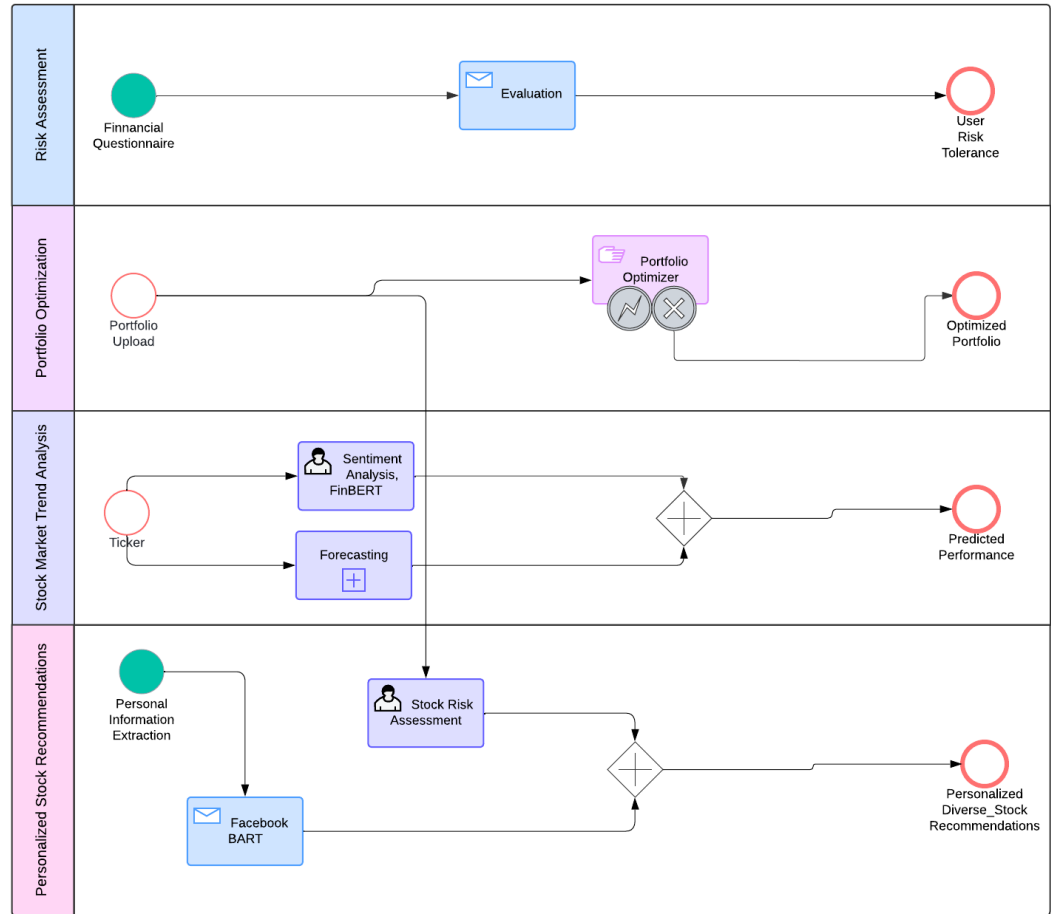 Risk Assessment
Finnancial
Questionnaire
Evaluation
User
Risk
Tolerance
Portfolio Optimization
Portfolio
Upload
Portfolio
Optimizer
Optimized
Portfolio
Stock Market Trend Analysis
Ticker
Sentiment
Analysis,
FinBERT
Forecasting
Predicted
Performance
Personalized Stock Recommendations
Personal
Information
Extraction
Stock Risk
Assessment
Facebook
BART
Personalized
Diverse_Stock
Recommendations